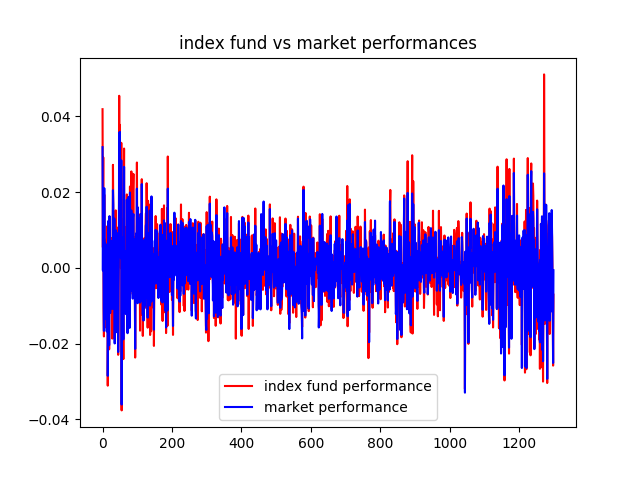 index fund vs market performances
0.04
0.02
0.00
−0.02
−0.04
index fund performance
market performance
0 200 400 600 800 1000 1200